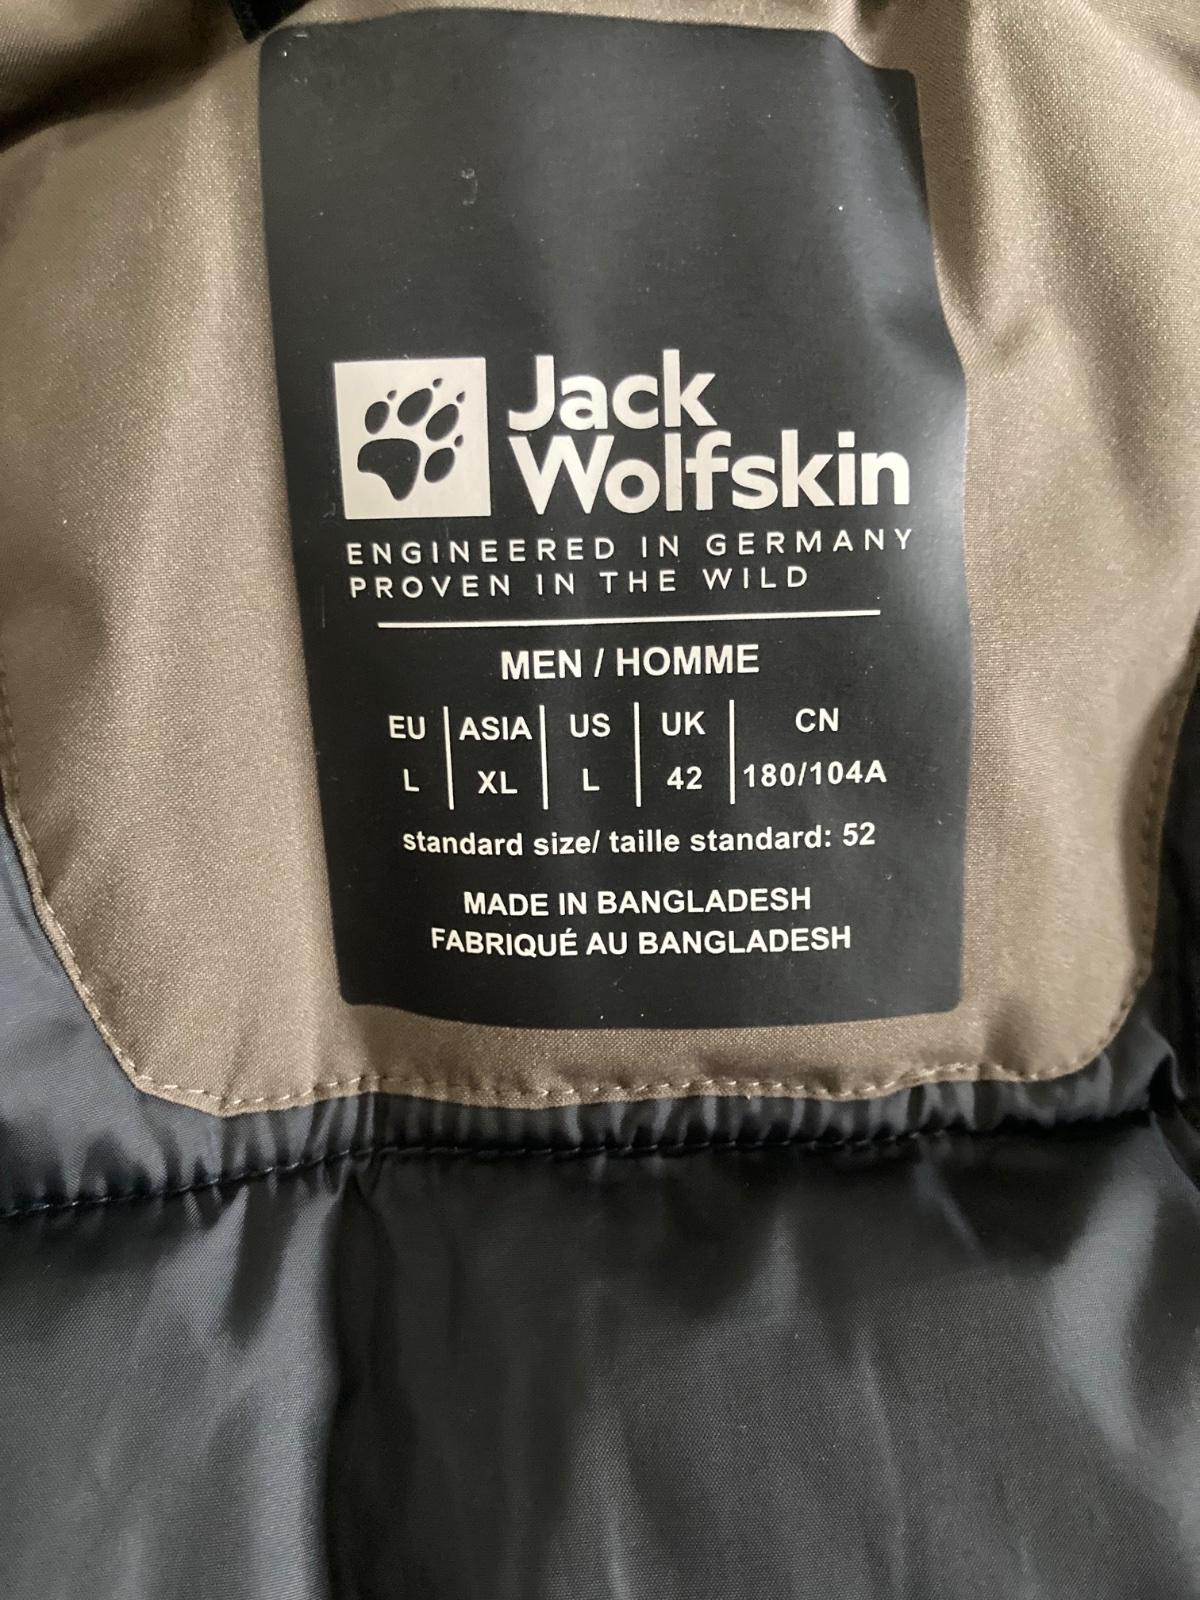 Jack
Wolfskin
ENGINEERED IN GERMANY
PROVEN IN THE WILD
MEN / HOMME
EU ASIA US UK CN
L XL L 42 180/104A
standard size/ taille standard: 52
MADE IN BANGLADESH
FABRIQUÉ AU BANGLADESH